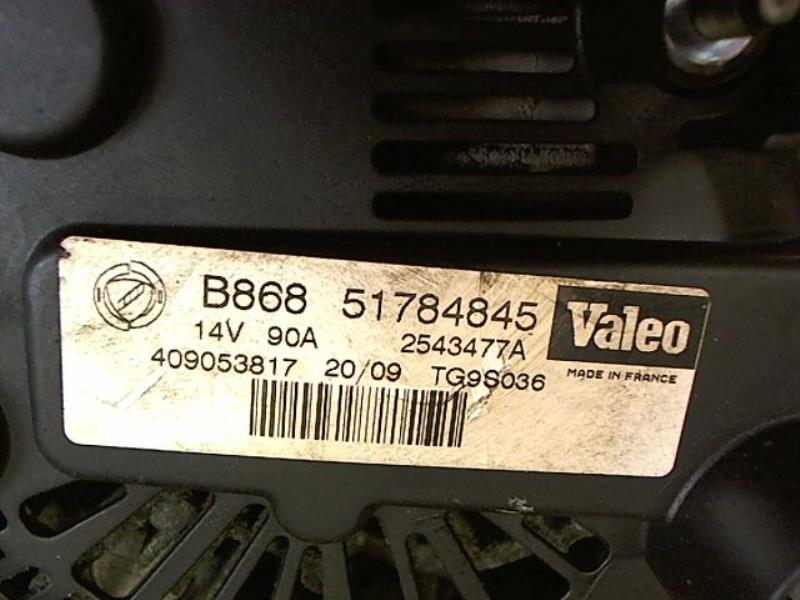 B868 51784845
14V 90A 2543477A
409053817 20/09 TG9S036
Valeo
MADE IN FRANCE